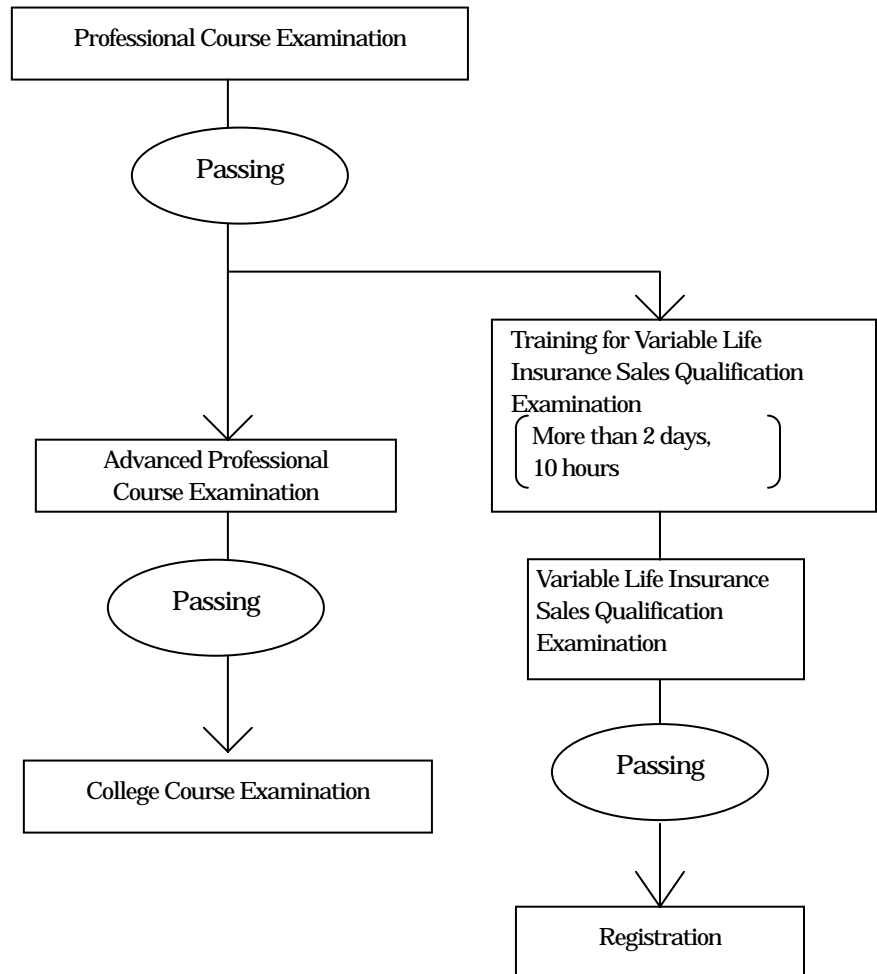 Professional Course Examination
Passing
Training for Variable Life
Insurance Sales Qualification
Examination
More than 2 days,
10 hours
Advanced Professional
Course Examination
Variable Life Insurance
Sales Qualification
Examination
Passing
Passing
College Course Examination
Registration